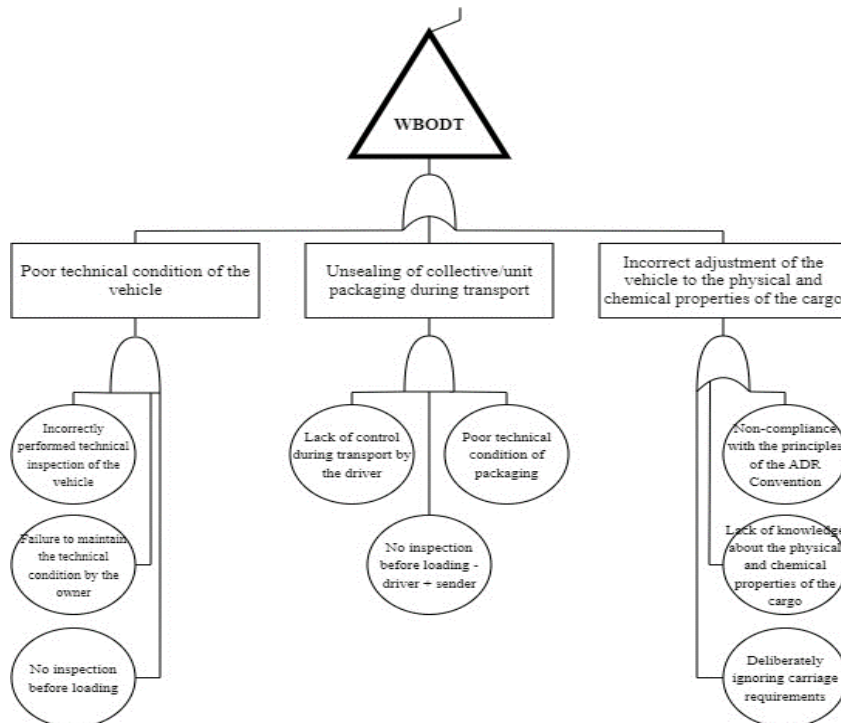 WBODT
Poor technical condition of the
vehicle
Unsealing of collective/unit
packaging during transport
Incorrect adjustment of the
vehicle to the physical and
chemical properties of the cargo
Incorrectly
performed technical
inspection of the
vehicle
Failure to maintain
the technical
condition by the
owner
No inspection
before loading
Lack of control
during transport by
the driver
Poor technical
condition of
packaging
No inspection
before loading -
driver + sender
Non-compliance
with the principles
of the ADR
Convention
Lack of knowledge
about the physical
and chemical
properties of the
cargo
Deliberately
ignoring carriage
requirements